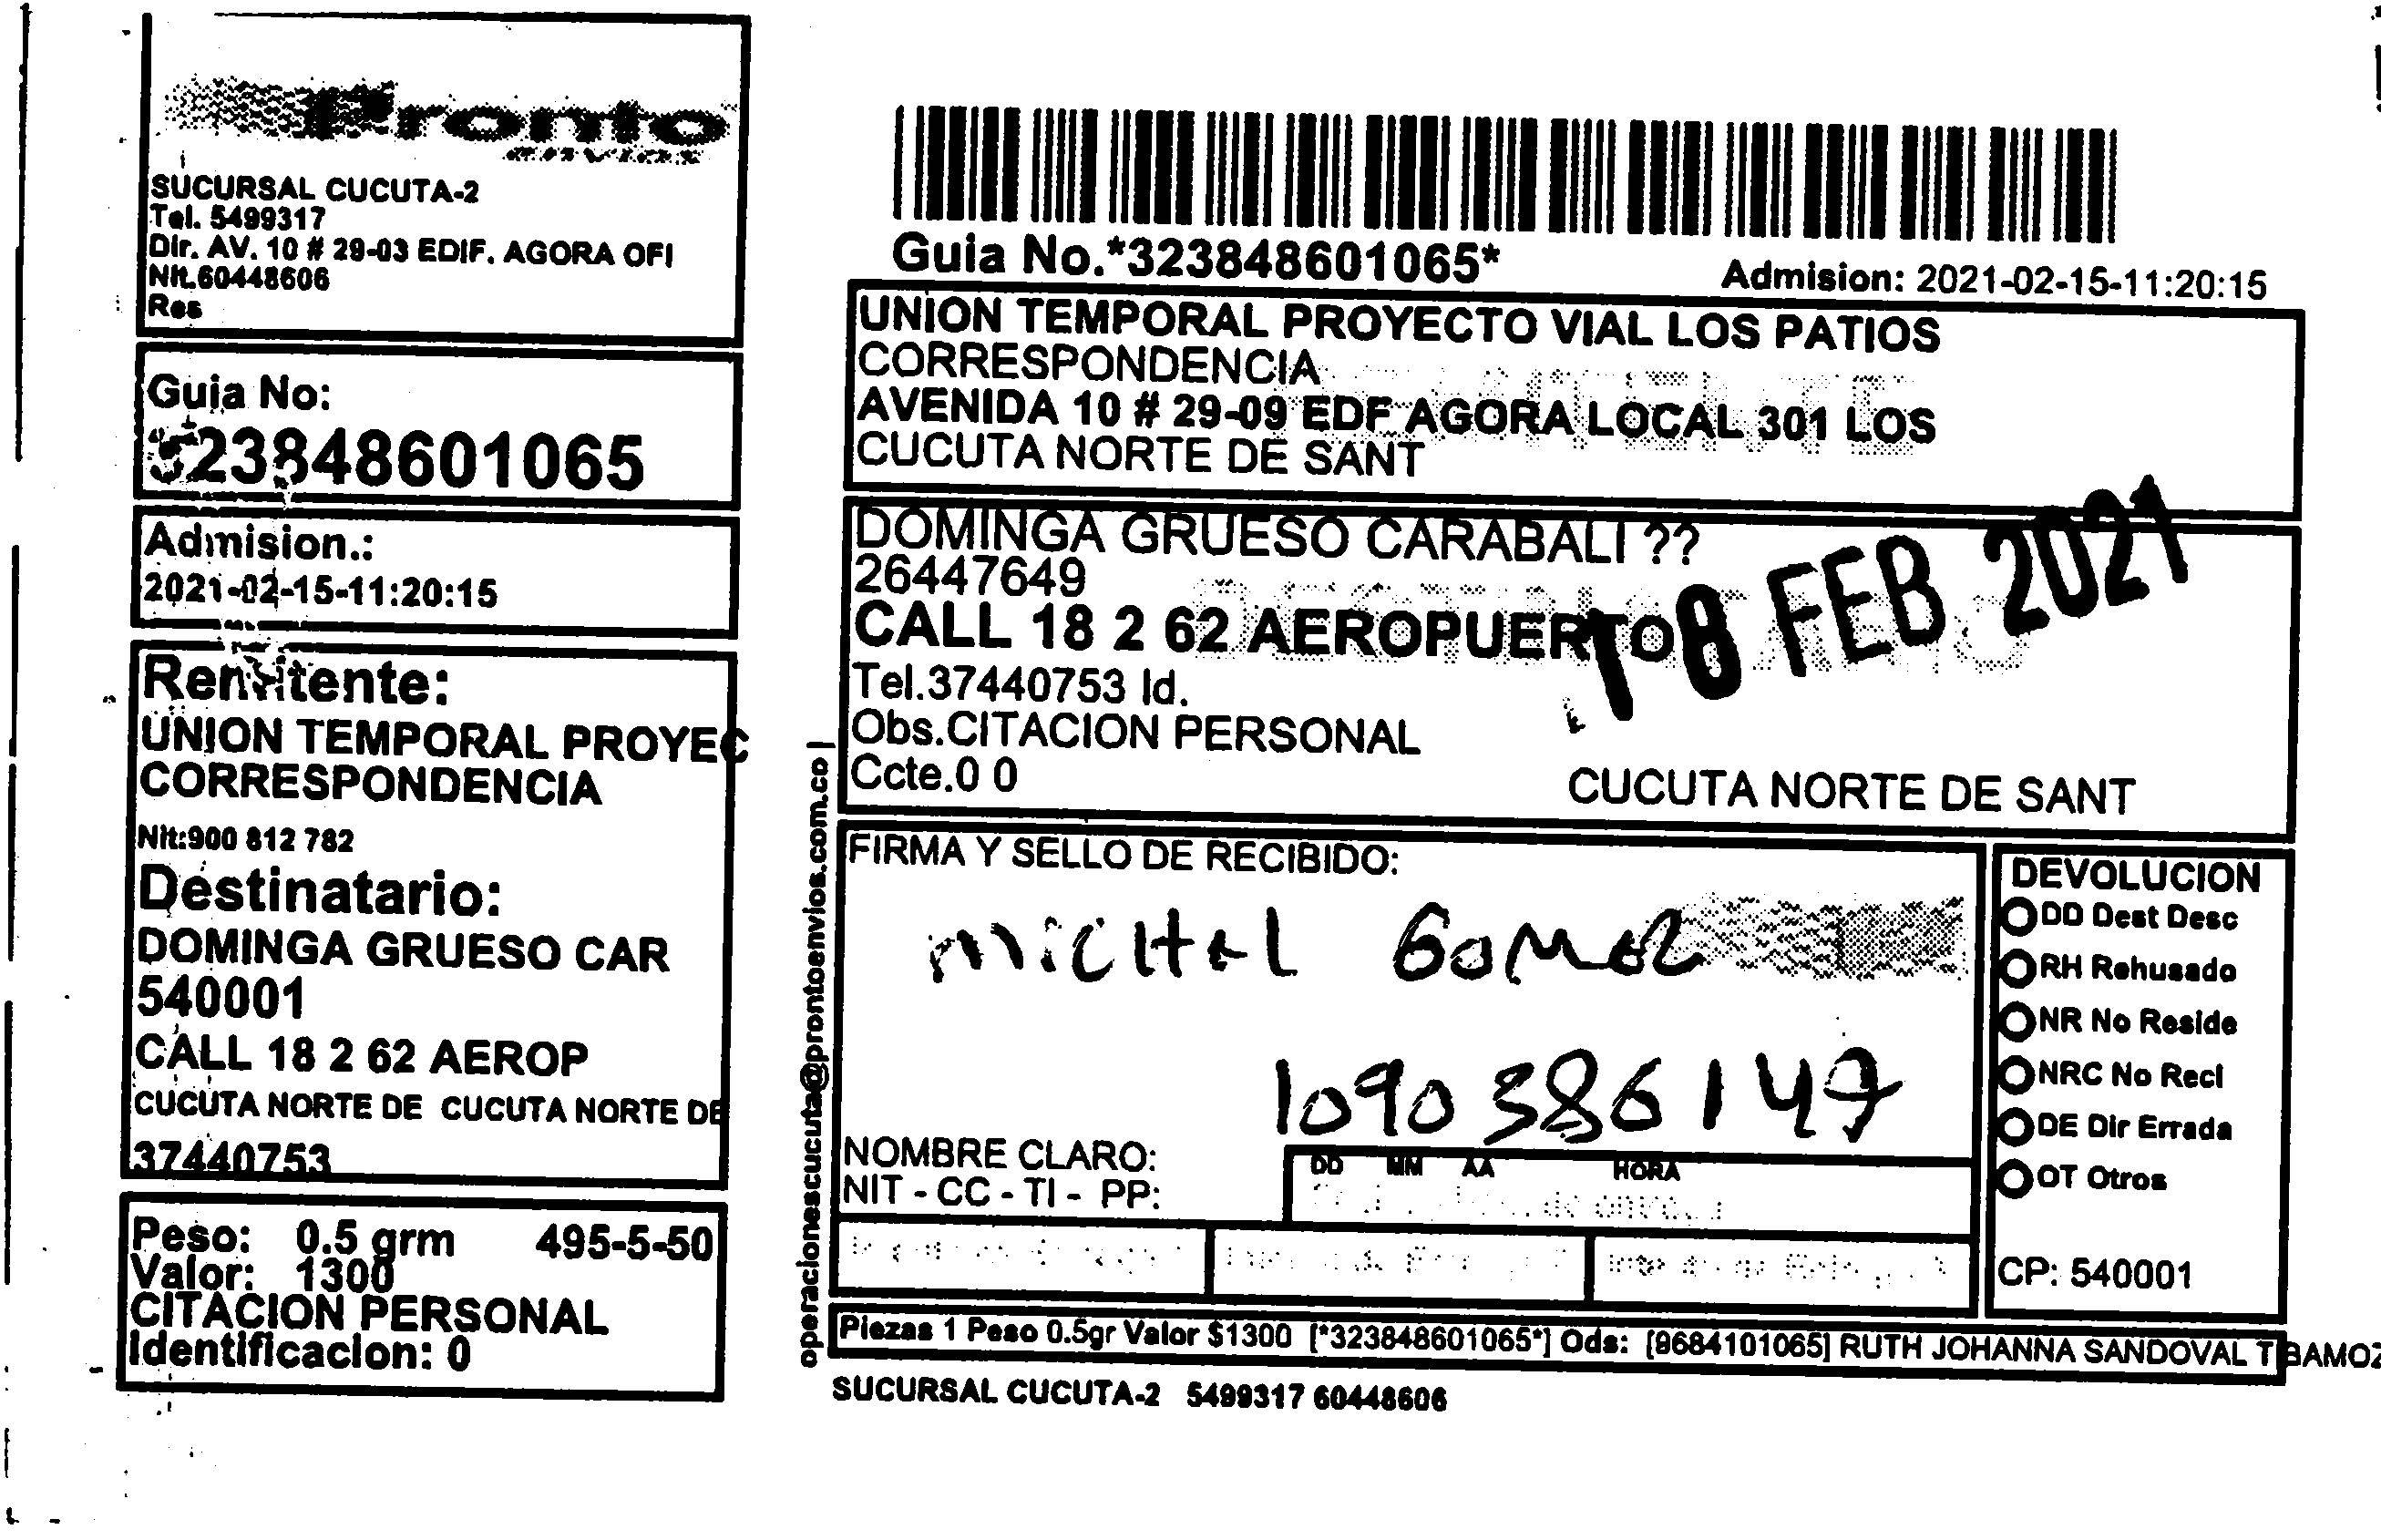 Pronto
envios
SUCURSAL CUCUTA-2
Tel. 5499317
Dir. AV. 10 # 29-03 EDIF. AGORA OFI
Nit.60448606
Res
Guia No:
323848601065
Admision.:
2021-02-15-11:20:15
Remitente:
UNION TEMPORAL PROYEC
CORRESPONDENCIA
Nit:900 812 782
Destinatario:
DOMINGA GRUESO CAR
540001
CALL 18 2 62 AEROP
CUCUTA NORTE DE CUCUTA NORTE DE
37440753
Peso: 0.5 grm 495-5-50
Valor: 1300
CITACION PERSONAL
Identificacion: 0
Guia No.*323848601065*
Admision: 2021-02-15-11:20:15
UNION TEMPORAL PROYECTO VIAL LOS PATIOS
CORRESPONDENCIA
AVENIDA 10 # 29-09 EDF AGORA LOCAL 301 LOS
CUCUTA NORTE DE SANT
DOMINGA GRUESO CARABALI ??
26447649
CALL 18 2 62 AEROPUERTO
18 FEB 2021
Tel.37440753 Id.
Obs.CITACION PERSONAL
Ccte.0 0
CUCUTA NORTE DE SANT
operacionescucuta@prontoenvios.com.co |
FIRMA Y SELLO DE RECIBIDO:
1090386147
NOMBRE CLARO:
NIT - CC - TI - PP:
DD MM AA HORA
DEVOLUCION
DD Dest Desc
RH Rehusado
NR No Reside
NRC No Recl
DE Dir Errada
OT Otros
CP: 540001
Piezas 1 Peso 0.5gr Valor $1300 [*323848601065*] Ods: [9684101065] RUTH JOHANNA SANDOVAL TIBAMOZ
SUCURSAL CUCUTA-2 5499317 60448606